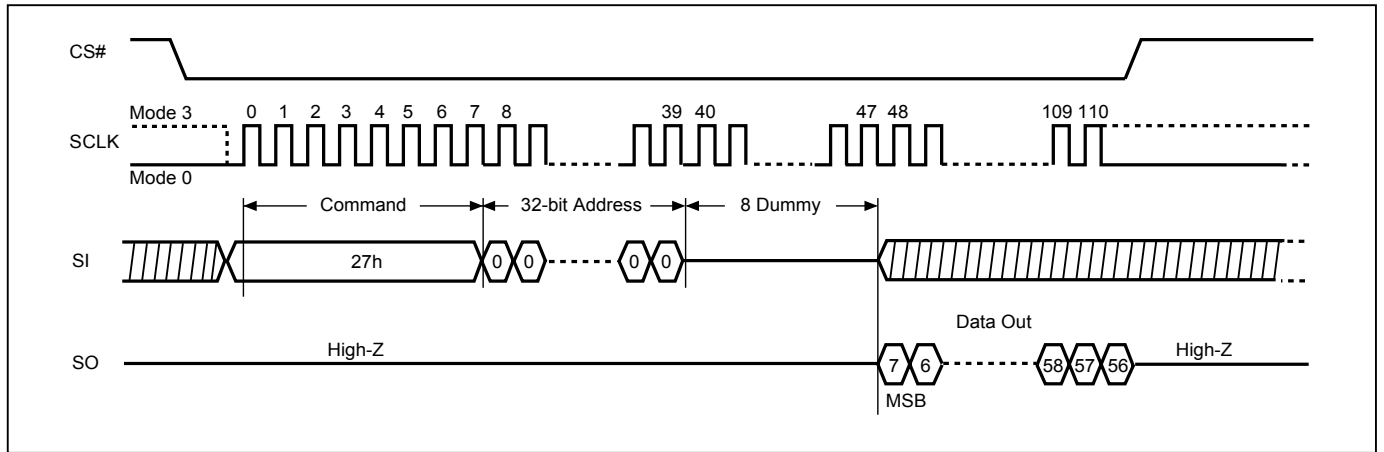 CS#
Mode 3
0 1 2 3 4 5 6 7 8 39 40 47 48 109 110
SCLK
Mode 0
Command 32-bit Address 8 Dummy
SI 27h 0 0 0 0
Data Out
SO High-Z 7 6 58 57 56 High-Z
MSB